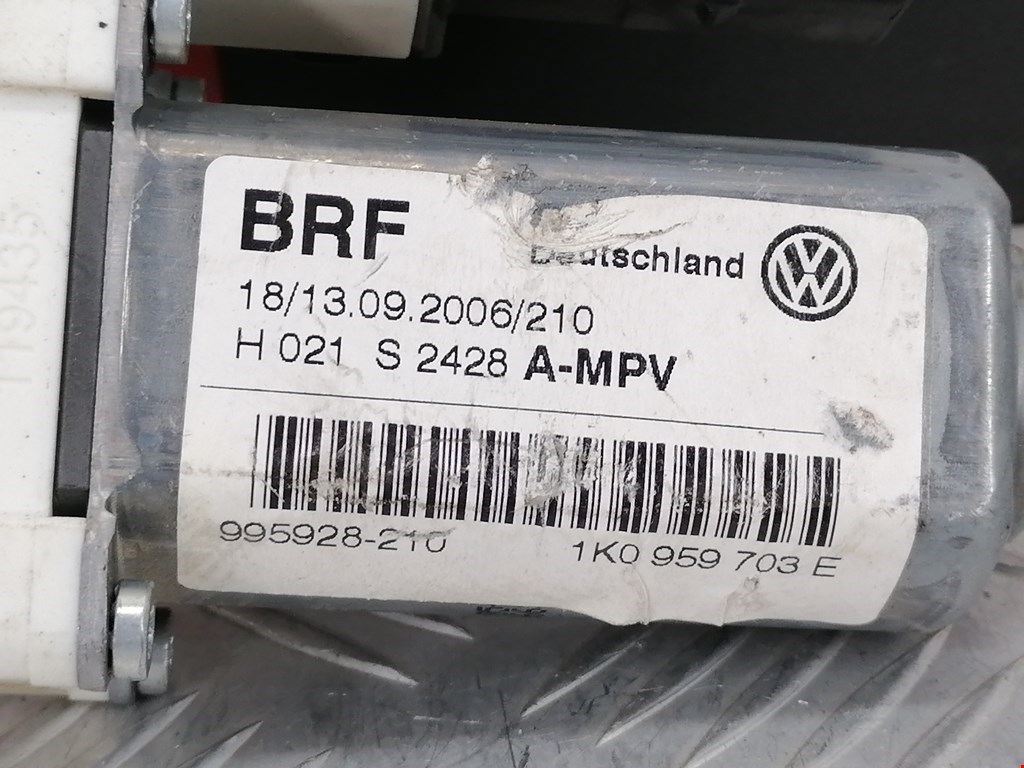 BRF
Deutschland
18/13.09.2006/210
H 021 S 2428 A-MPV
995928-210
1K0 959 703 E